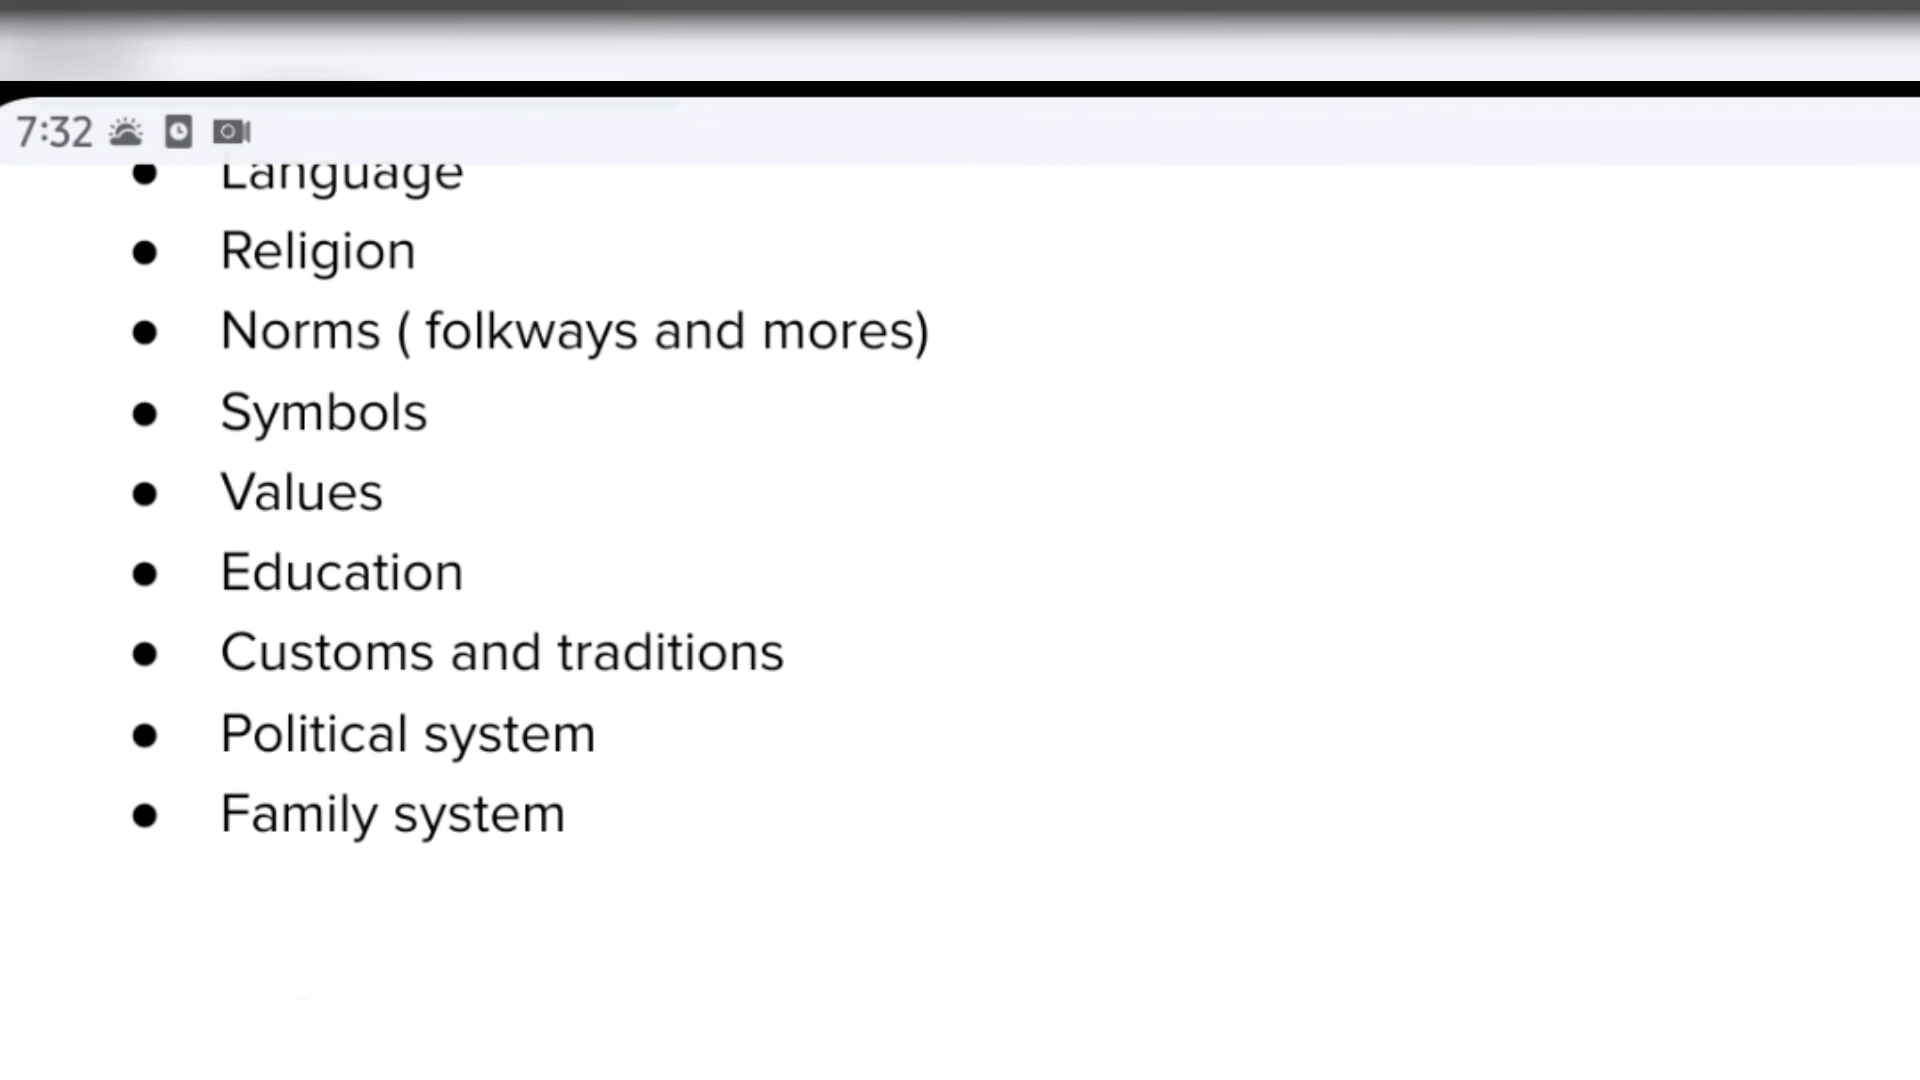 7:32
● Language
● Religion
● Norms ( folkways and mores)
● Symbols
● Values
● Education
● Customs and traditions
● Political system
● Family system